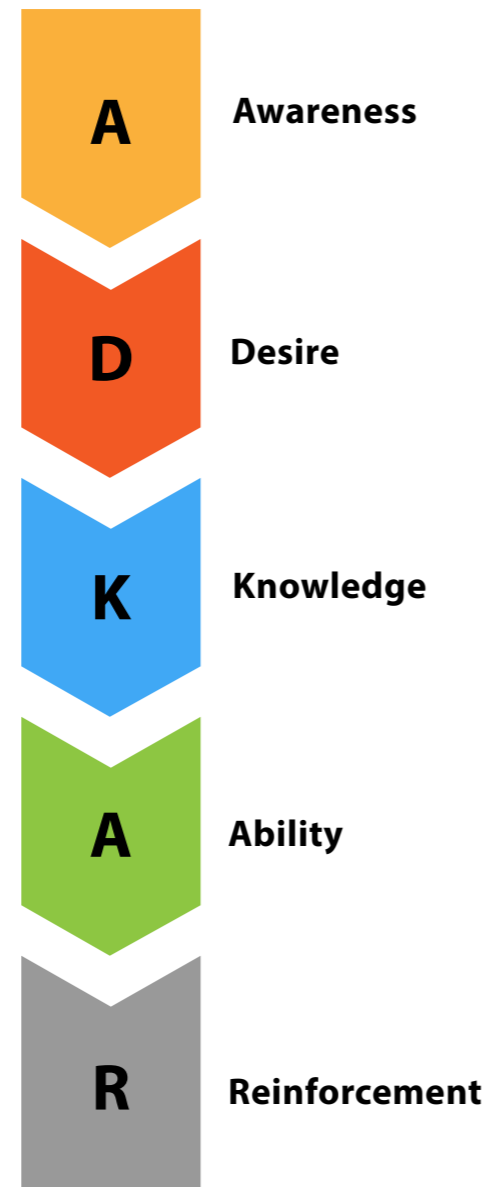 A Awareness
D Desire
K Knowledge
A Ability
R Reinforcement